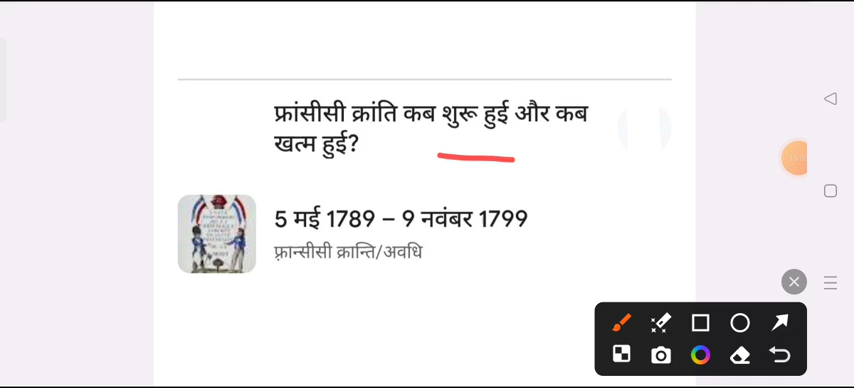 फ्रांसीसी क्रांति कब शुरू हुई और कब
खत्म हुई?
5 मई 1789 – 9 नवंबर 1799
फ़्रान्सीसी क्रान्ति/अवधि